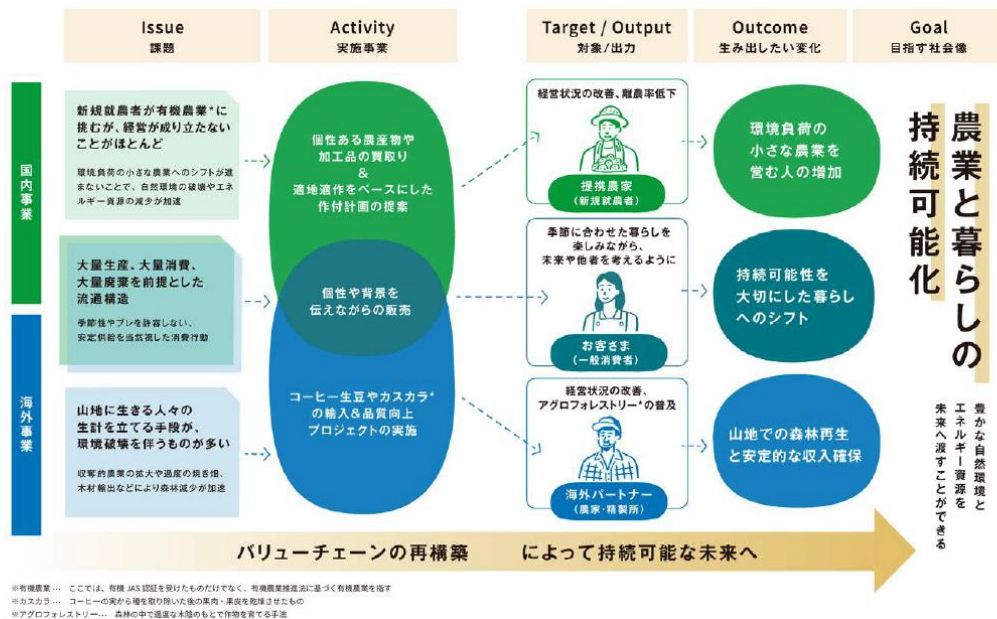 Issue
課題
Activity
実施事業
Target / Output
対象/出力
Outcome
生み出したい変化
Goal
目指す社会像
国内事業
新規就農者が有機農業*に
挑むが、経営が成り立たない
ことがほとんど
環境負荷の小さな農業へのシフトが進
まないことで、自然環境の破壊やエネ
ルギー資源の減少が加速
大量生産、大量消費、
大量廃棄を前提とした
流通構造
季節性やブレを許容しない、
安定供給を当然視した消費行動
海外事業
山地に生きる人々の
生計を立てる手段が、
環境破壊を伴うものが多い
収奪的農業の拡大や過度の焼き畑、
木材輸出などにより森林減少が加速
個性ある農産物や
加工品の買取り
&
適地適作をベースにした
作付計画の提案
個性や背景を
伝えながらの販売
コーヒー生豆やカスカラ*
の輸入&品質向上
プロジェクトの実施
経営状況の改善、離農率低下
提携農家
(新規就農者)
季節に合わせた暮らしを
楽しみながら、
未来や他者を考えるように
お客さま
(一般消費者)
経営状況の改善、
アグロフォレストリー*の普及
海外パートナー
(農家・精製所)
環境負荷の
小さな農業を
営む人の増加
持続可能性を
大切にした暮らし
へのシフト
山地での森林再生
と安定的な収入確保
農業と暮らしの
持続可能化
豊かな自然環境と
エネルギー資源を
未来へ渡すことができる
バリューチェーンの再構築 によって持続可能な未来へ
※有機農業… ここでは、有機JAS認証を受けたものだけでなく、有機農業推進法に基づく有機農業を指す
※カスカラ… コーヒーの実から種を取り除いた後の果肉・果皮を乾燥させたもの
※アグロフォレストリー… 森林の中で適度な木陰のもとで作物を育てる手法